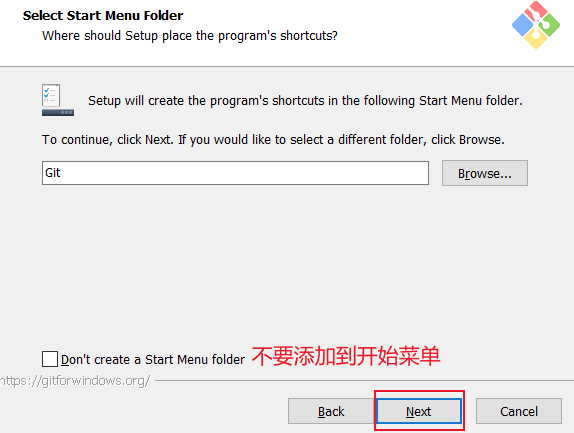 Select Start Menu Folder
Where should Setup place the program's shortcuts?
Setup will create the program's shortcuts in the following Start Menu folder.
To continue, click Next. If you would like to select a different folder, click Browse.
Git
Browse...
Don't create a Start Menu folder 不要添加到开始菜单
https://gitforwindows.org/
Back Next Cancel